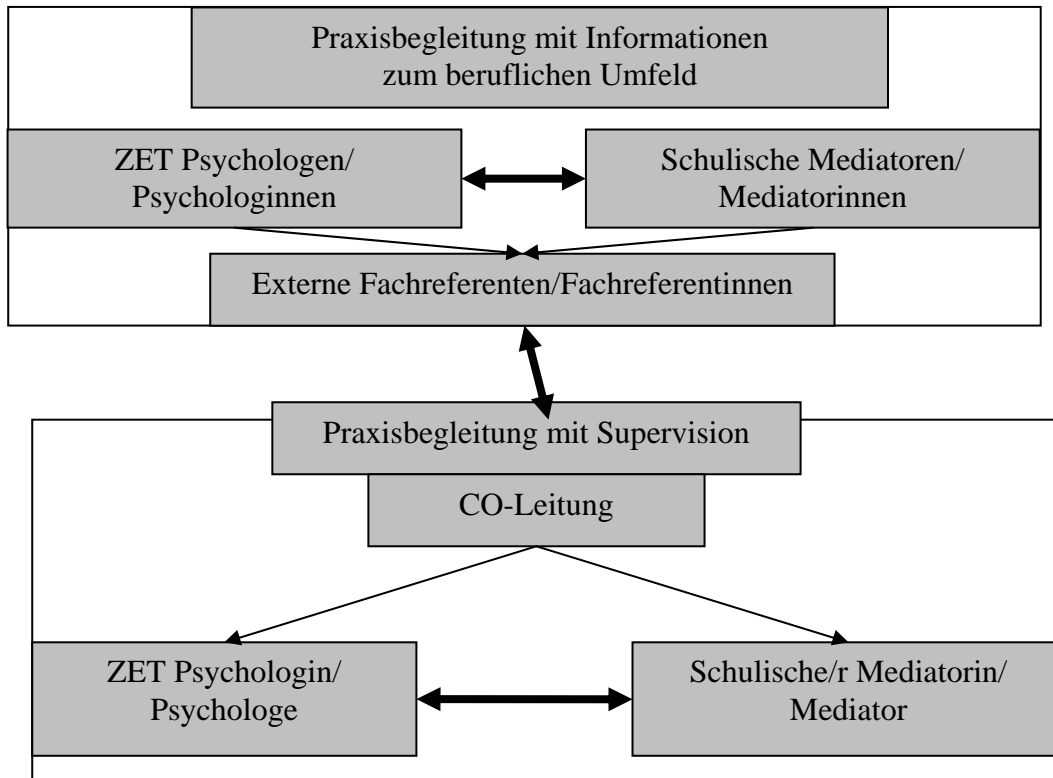 Praxisbegleitung mit Informationen
zum beruflichen Umfeld
ZET Psychologen/
Psychologinnen
Schulische Mediatoren/
Mediatorinnen
Externe Fachreferenten/Fachreferentinnen
Praxisbegleitung mit Supervision
CO-Leitung
ZET Psychologin/
Psychologe
Schulische/r Mediatorin/
Mediator